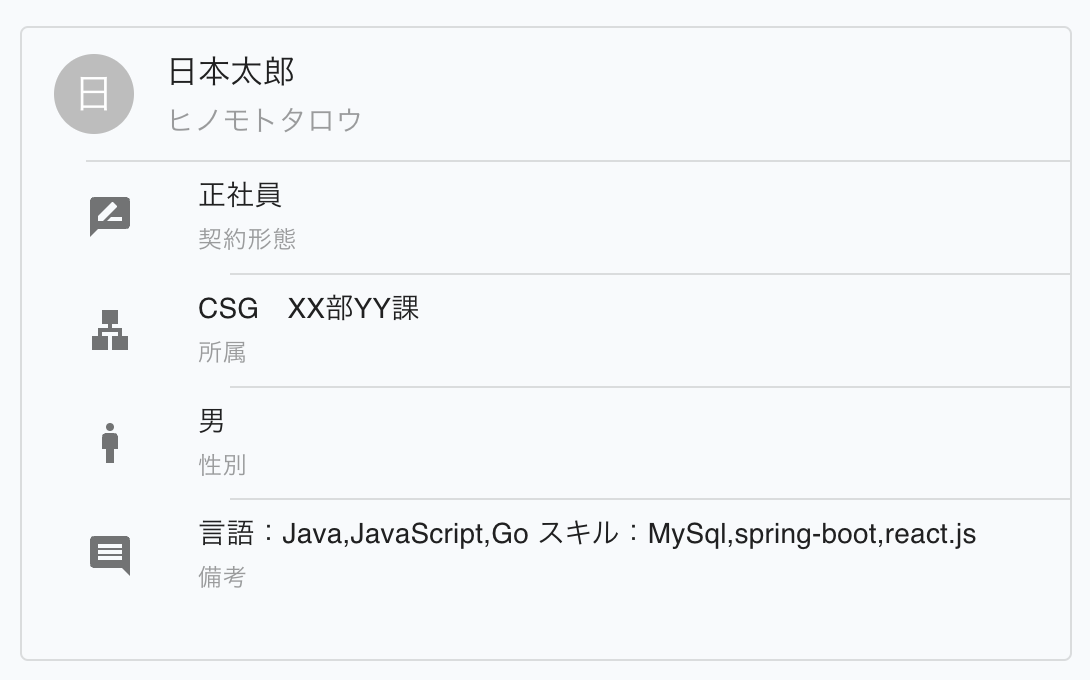 日
日本太郎
ヒノモトタロウ
正社員
契約形態
CSG　XX部YY課
所属
男
性別
言語：Java,JavaScript,Go スキル：MySql,spring-boot,react.js
備考